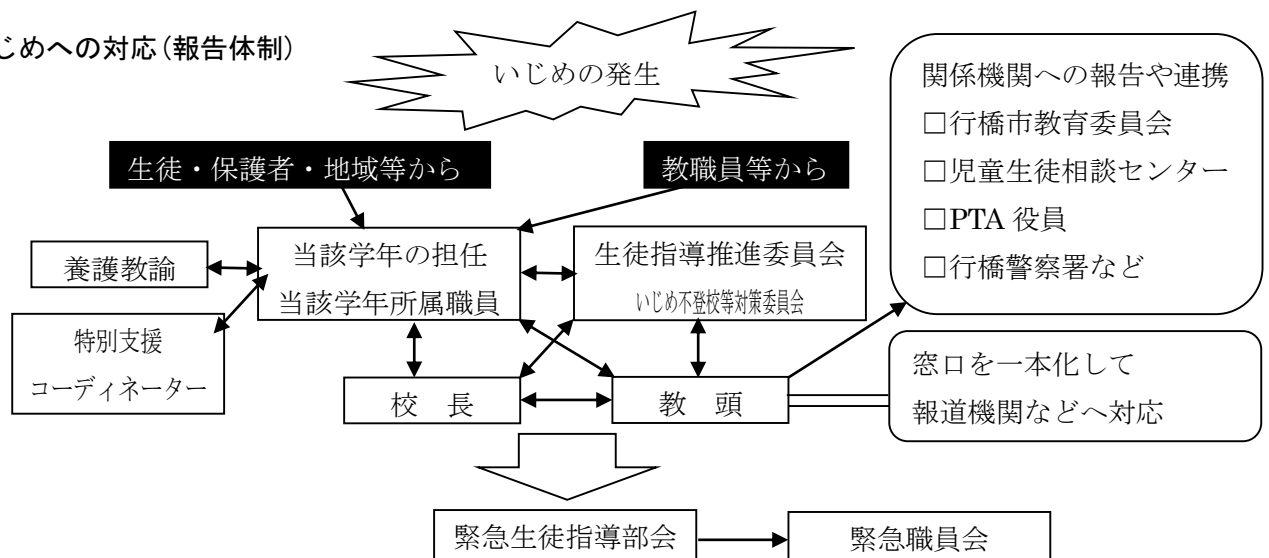 じめへの対応(報告体制)
いじめの発生
関係機関への報告や連携
□行橋市教育委員会
□児童生徒相談センター
□PTA 役員
□行橋警察署など
生徒・保護者・地域等から
教職員等から
養護教諭
当該学年の担任
当該学年所属職員
生徒指導推進委員会
いじめ不登校等対策委員会
特別支援
コーディネーター
校 長
教 頭
窓口を一本化して
報道機関などへ対応
緊急生徒指導部会
緊急職員会